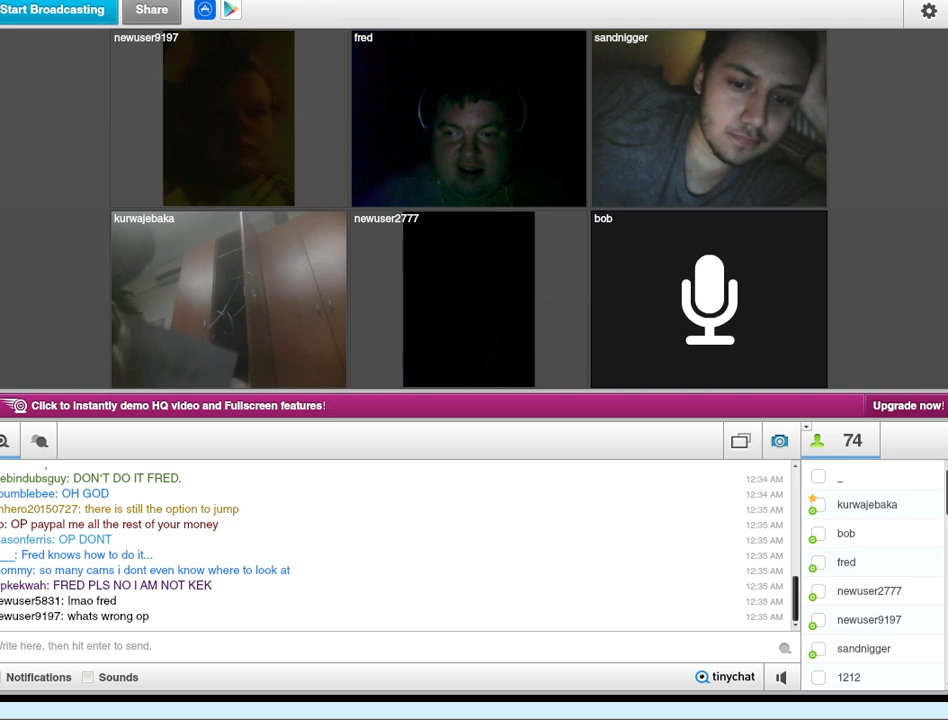 Start Broadcasting Share
newuser9197 fred sandnigger
kurwajebaka newuser2777 bob
Click to instantly demo HQ video and Fullscreen features! Upgrade now!
74
ebindubsguy: DON'T DO IT FRED. 12:34 AM
bumblebee: OH GOD 12:34 AM
nhero20150727: there is still the option to jump 12:35 AM
o: OP paypal me all the rest of your money 12:35 AM
asonferris: OP DONT 12:35 AM
___: Fred knows how to do it... 12:35 AM
ommy: so many cams i dont even know where to look at 12:35 AM
pkekwah: FRED PLS NO I AM NOT KEK 12:35 AM
ewuser5831: lmao fred 12:35 AM
ewuser9197: whats wrong op 12:35 AM
_
kurwajebaka
bob
fred
newuser2777
newuser9197
sandnigger
1212
Write here, then hit enter to send.
Notifications Sounds tinychat